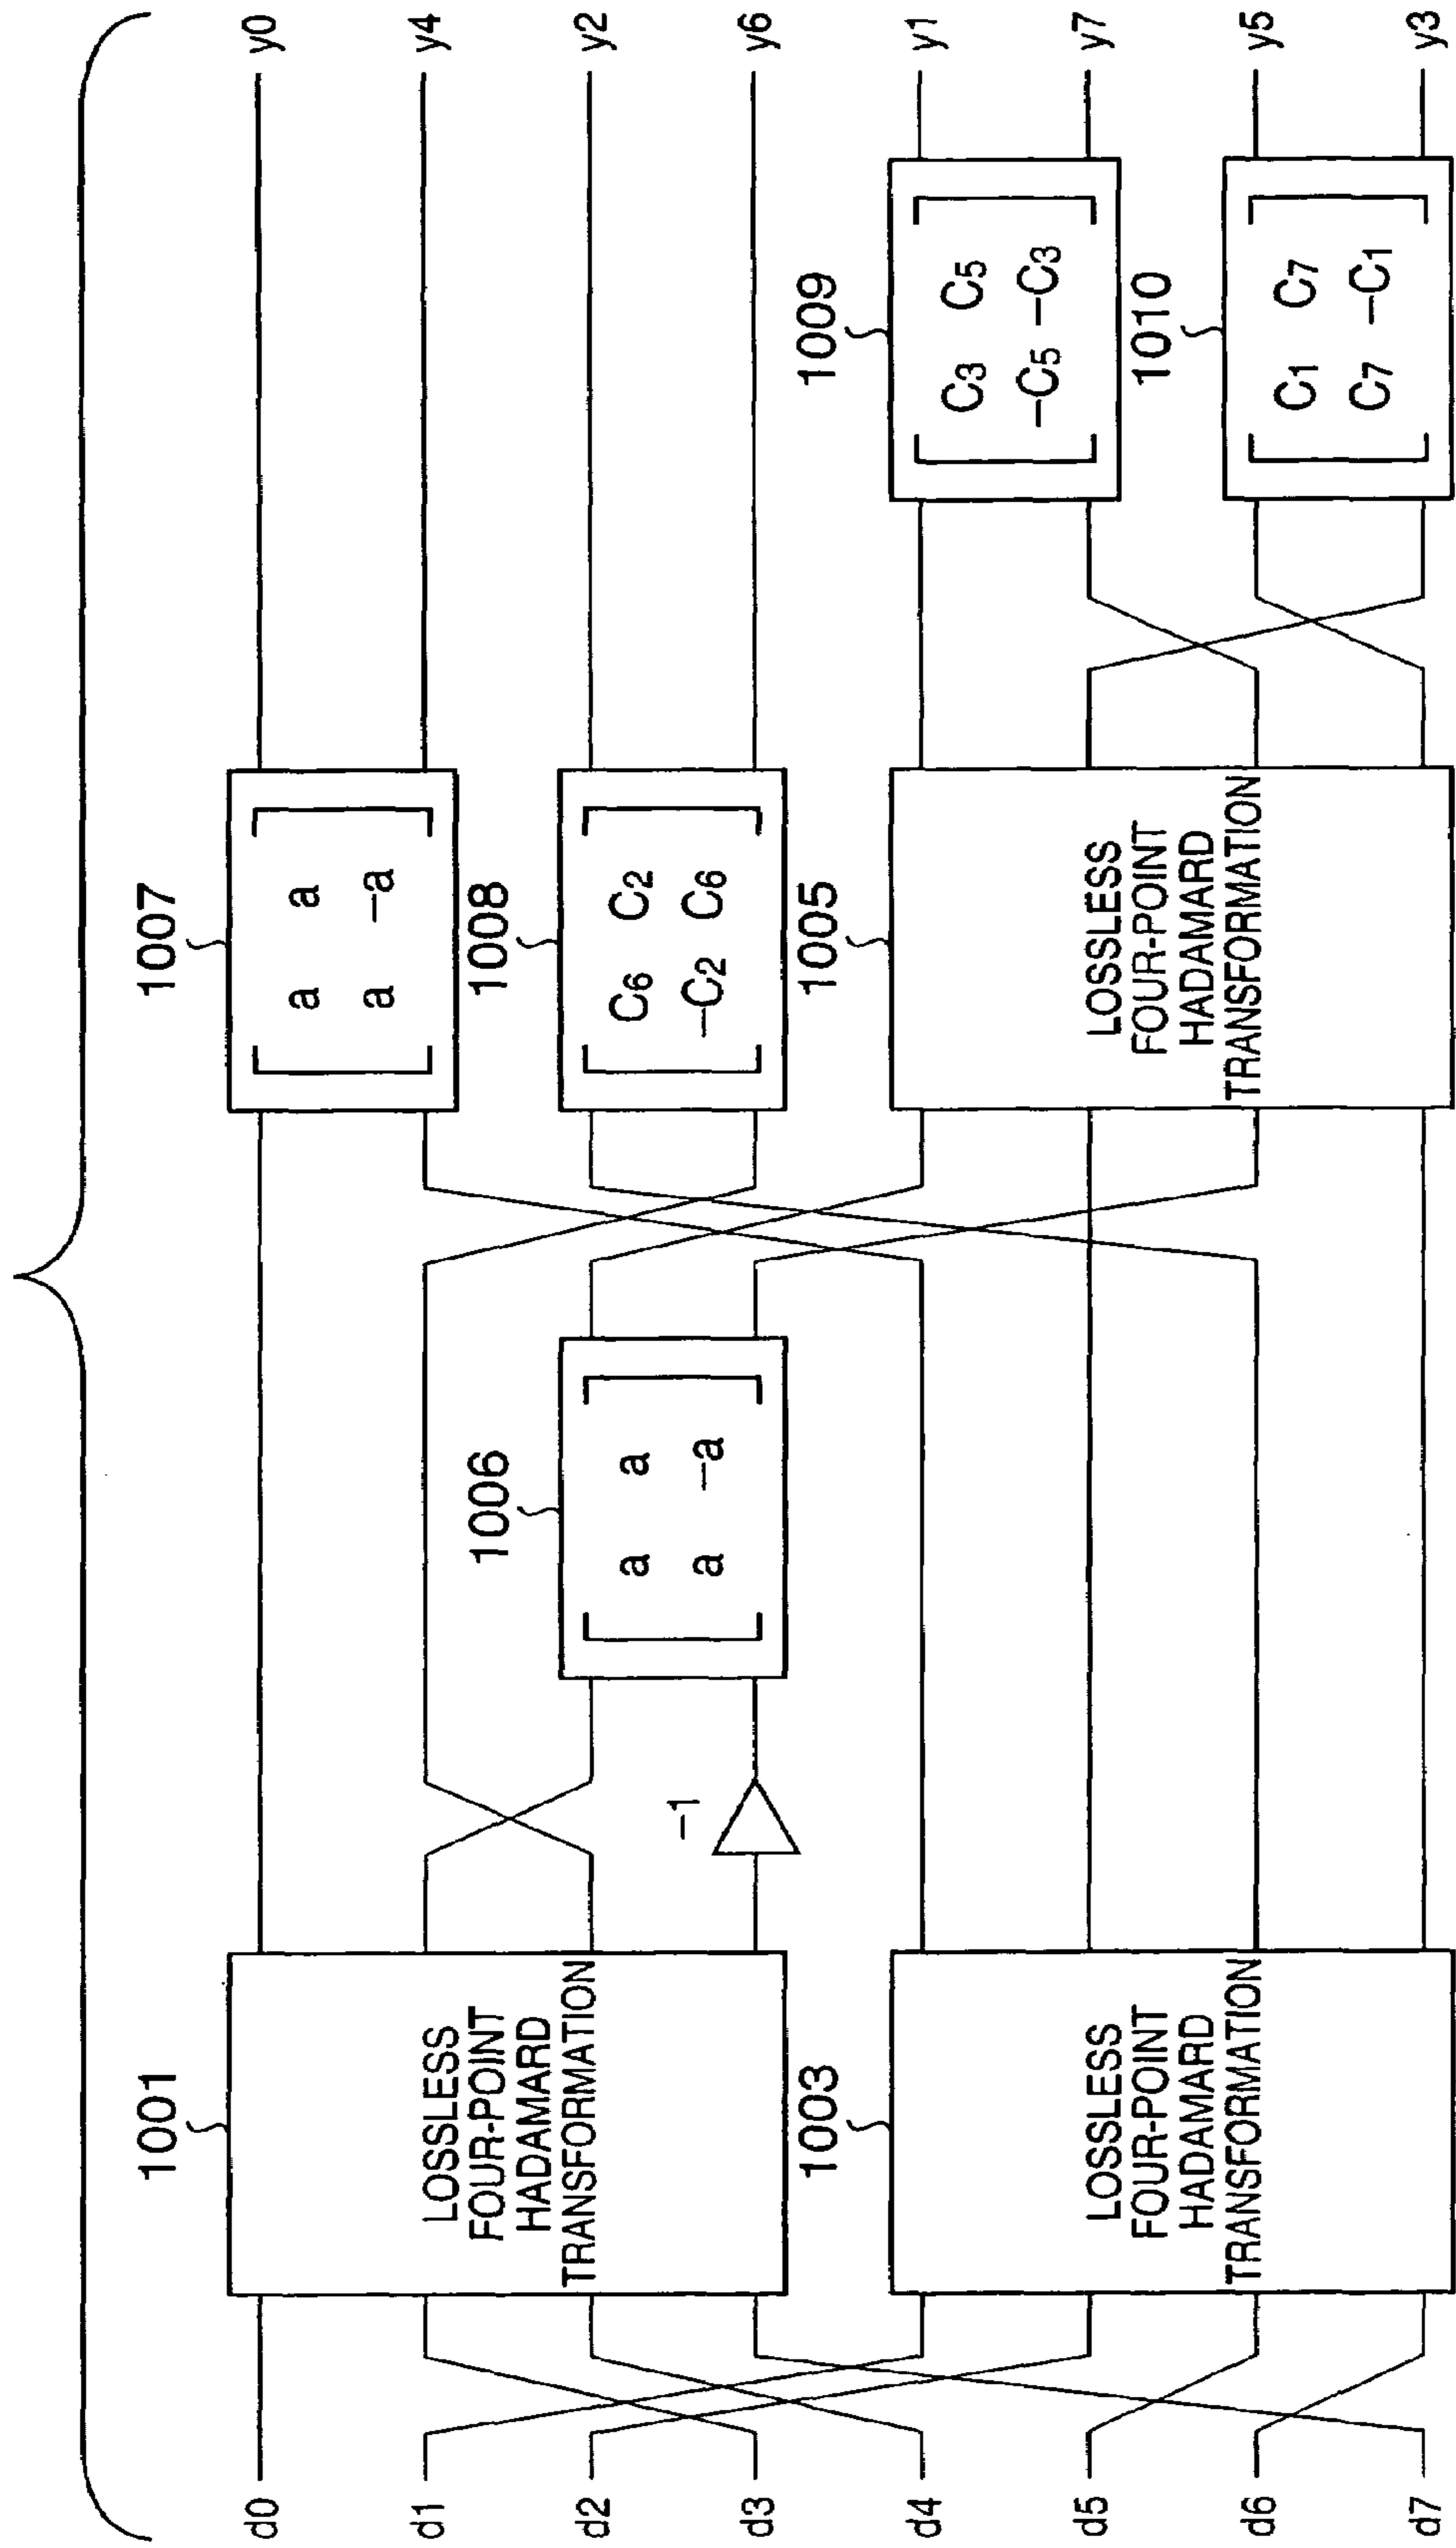 d0
d1
d2
d3
d4
d5
d6
d7
1001
LOSSLESS
FOUR-POINT
HADAMARD
TRANSFORMATION
1003
LOSSLESS
FOUR-POINT
HADAMARD
TRANSFORMATION
-1
1006
a a
a -a
1007
a a
a -a
1008
C6 C2
-C2 C6
1005
LOSSLESS
FOUR-POINT
HADAMARD
TRANSFORMATION
1009
C3 C5
-C5 -C3
1010
C1 C7
C7 -C1
y0
y4
y2
y6
y1
y7
y5
y3